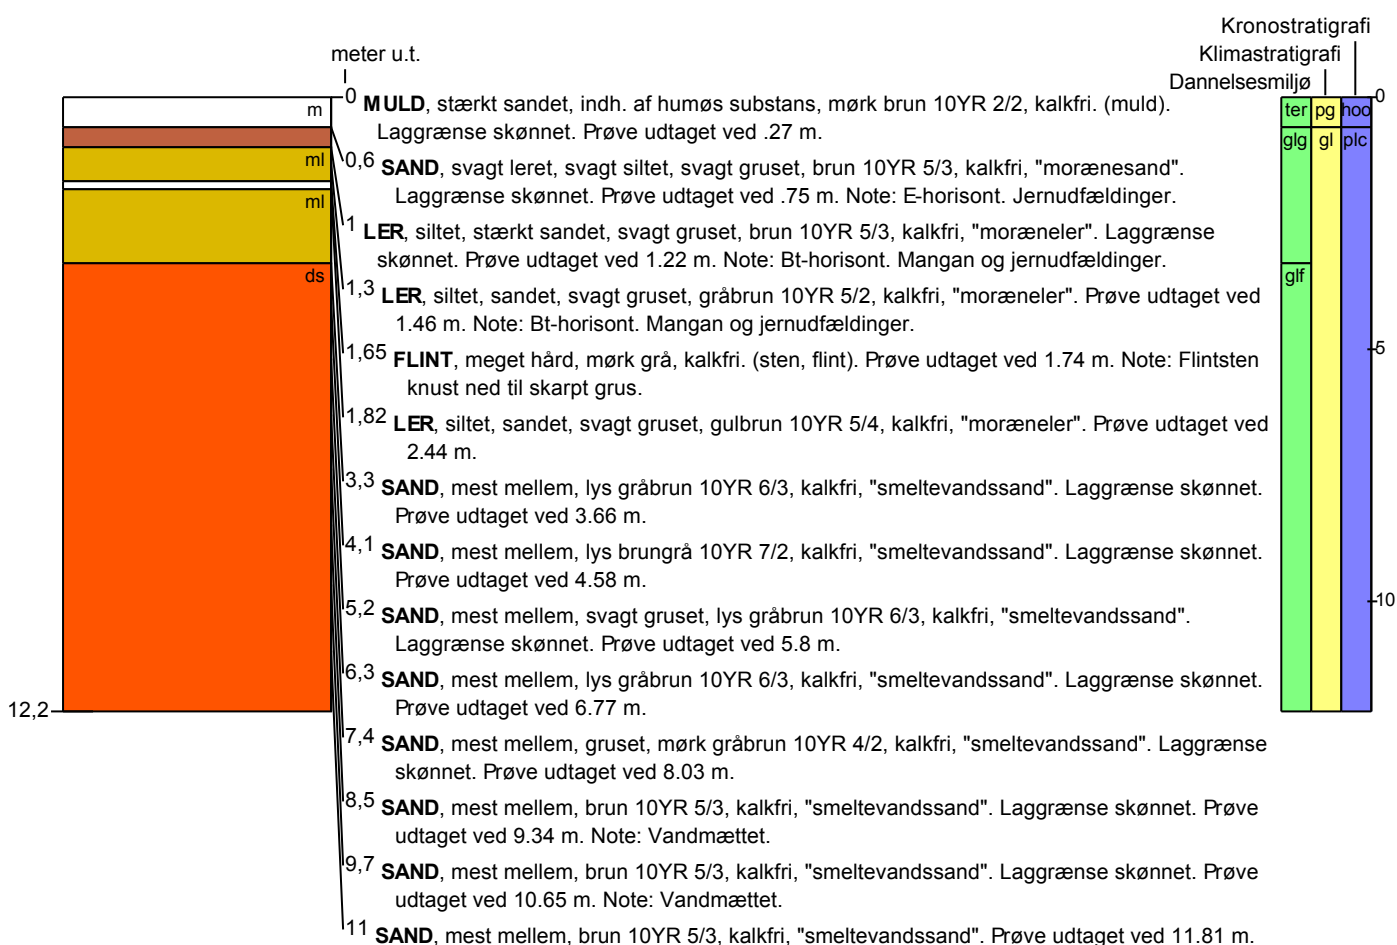 Kronostratigrafi
Klimastratigrafi
Dannelsesmiljø
meter u.t.
m
ml
ml
ds
12,2
0 MULD, stærkt sandet, indh. af humøs substans, mørk brun 10YR 2/2, kalkfri. (muld).
Laggrænse skønnet. Prøve udtaget ved .27 m.
0,6 SAND, svagt leret, svagt siltet, svagt gruset, brun 10YR 5/3, kalkfri, "morænesand".
Laggrænse skønnet. Prøve udtaget ved .75 m. Note: E-horisont. Jernudfældinger.
1 LER, siltet, stærkt sandet, svagt gruset, brun 10YR 5/3, kalkfri, "moræneler". Laggrænse
skønnet. Prøve udtaget ved 1.22 m. Note: Bt-horisont. Mangan og jernudfældinger.
1,3 LER, siltet, sandet, svagt gruset, gråbrun 10YR 5/2, kalkfri, "moræneler". Prøve udtaget ved
1.46 m. Note: Bt-horisont. Mangan og jernudfældinger.
1,65 FLINT, meget hård, mørk grå, kalkfri. (sten, flint). Prøve udtaget ved 1.74 m. Note: Flintsten
knust ned til skarpt grus.
1,82 LER, siltet, sandet, svagt gruset, gulbrun 10YR 5/4, kalkfri, "moræneler". Prøve udtaget ved
2.44 m.
3,3 SAND, mest mellem, lys gråbrun 10YR 6/3, kalkfri, "smeltevandssand". Laggrænse skønnet.
Prøve udtaget ved 3.66 m.
4,1 SAND, mest mellem, lys brungrå 10YR 7/2, kalkfri, "smeltevandssand". Laggrænse skønnet.
Prøve udtaget ved 4.58 m.
5,2 SAND, mest mellem, svagt gruset, lys gråbrun 10YR 6/3, kalkfri, "smeltevandssand".
Laggrænse skønnet. Prøve udtaget ved 5.8 m.
6,3 SAND, mest mellem, lys gråbrun 10YR 6/3, kalkfri, "smeltevandssand". Laggrænse skønnet.
Prøve udtaget ved 6.77 m.
7,4 SAND, mest mellem, gruset, mørk gråbrun 10YR 4/2, kalkfri, "smeltevandssand". Laggrænse
skønnet. Prøve udtaget ved 8.03 m.
8,5 SAND, mest mellem, brun 10YR 5/3, kalkfri, "smeltevandssand". Laggrænse skønnet. Prøve
udtaget ved 9.34 m. Note: Vandmættet.
9,7 SAND, mest mellem, brun 10YR 5/3, kalkfri, "smeltevandssand". Laggrænse skønnet. Prøve
udtaget ved 10.65 m. Note: Vandmættet.
11 SAND, mest mellem, brun 10YR 5/3, kalkfri, "smeltevandssand". Prøve udtaget ved 11.81 m.
ter pg hoo
glg gl plc
glf
0
5
10